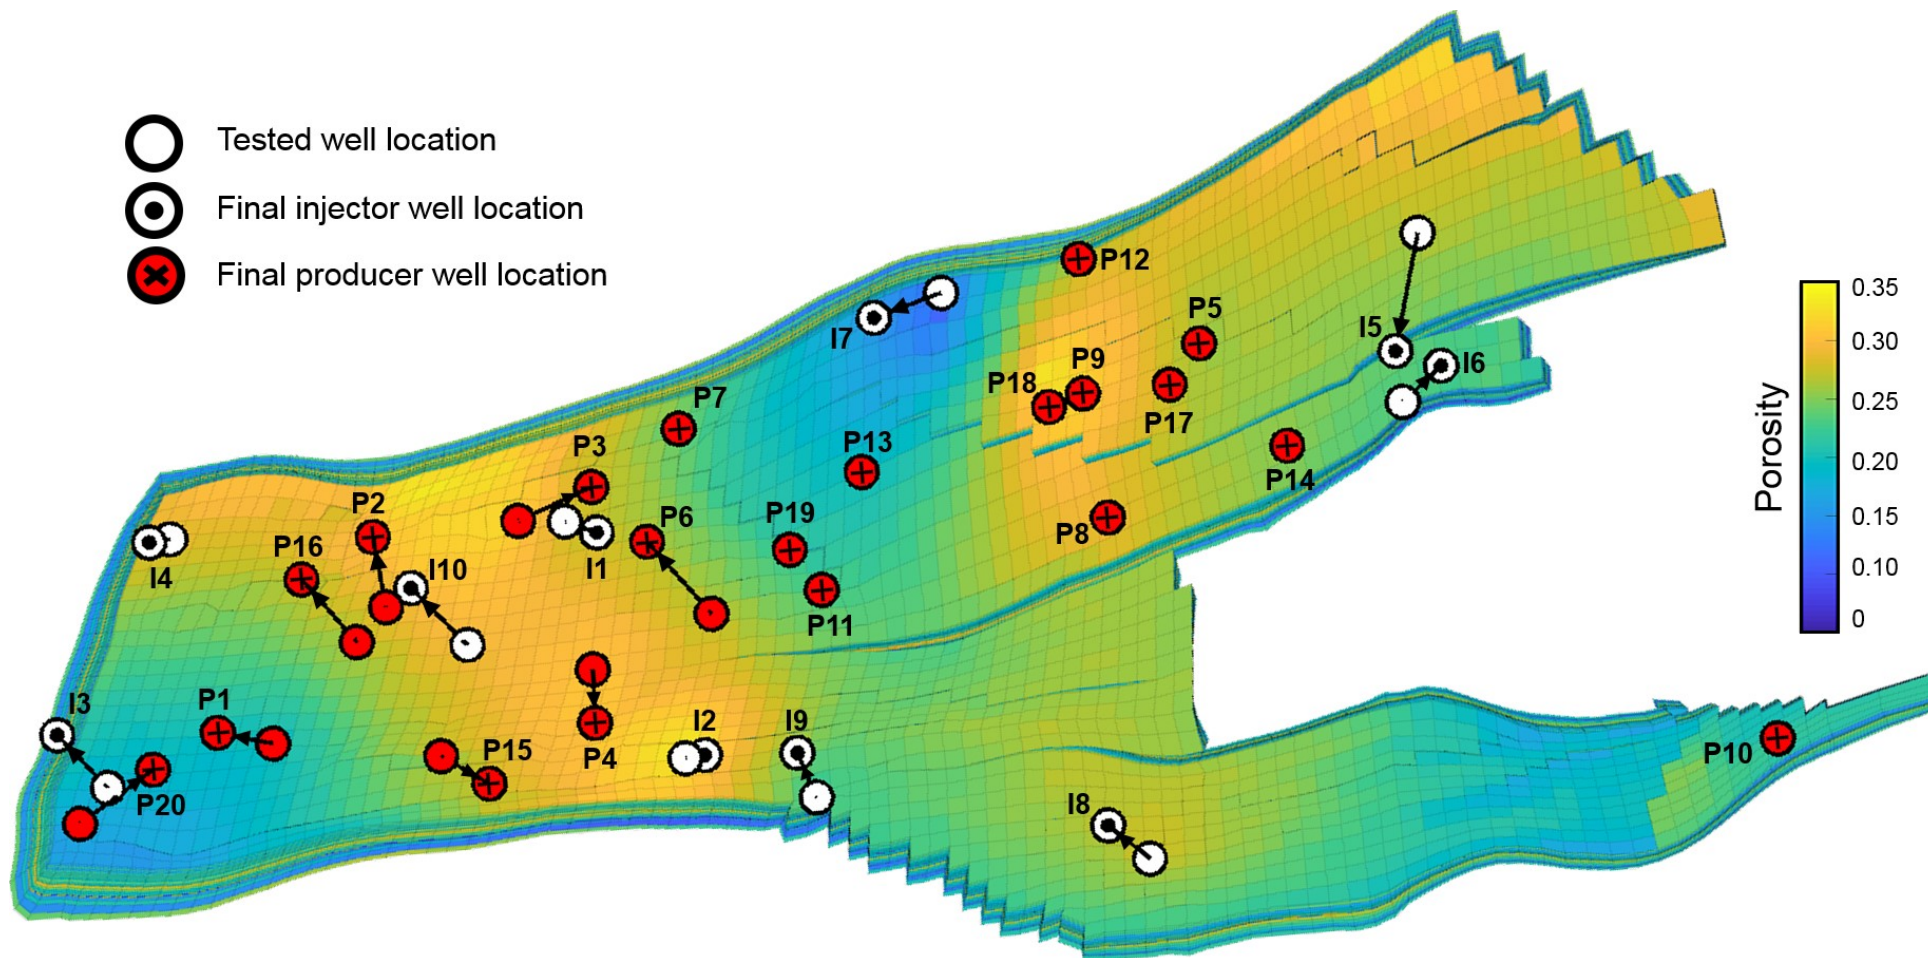 Tested well location
Final injector well location
Final producer well location
P12
P5
I7
I5
I6
P9
P18
P7
P17
P3
P13
P14
P2
P6
P19
P8
P16
I10
I1
I4
P11
I3
P1
I2
I9
P15
P4
P20
P10
I8
Porosity
0.35
0.30
0.25
0.20
0.15
0.10
0